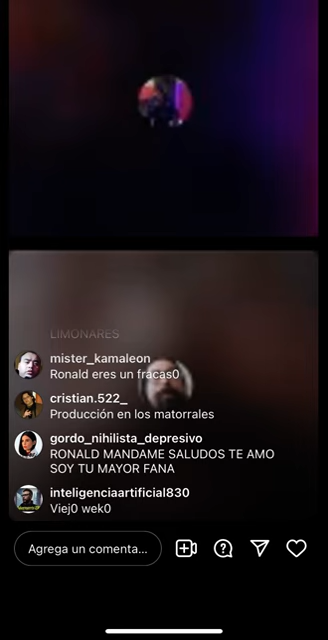 LIMONARES
mister_kamaleon
Ronald eres un fracas0
cristian.522_
Producción en los matorrales
gordo_nihilista_depresivo
RONALD MANDAME SALUDOS TE AMO
SOY TU MAYOR FANA
inteligenciaartificial830
Viej0 wek0
Agrega un comenta...